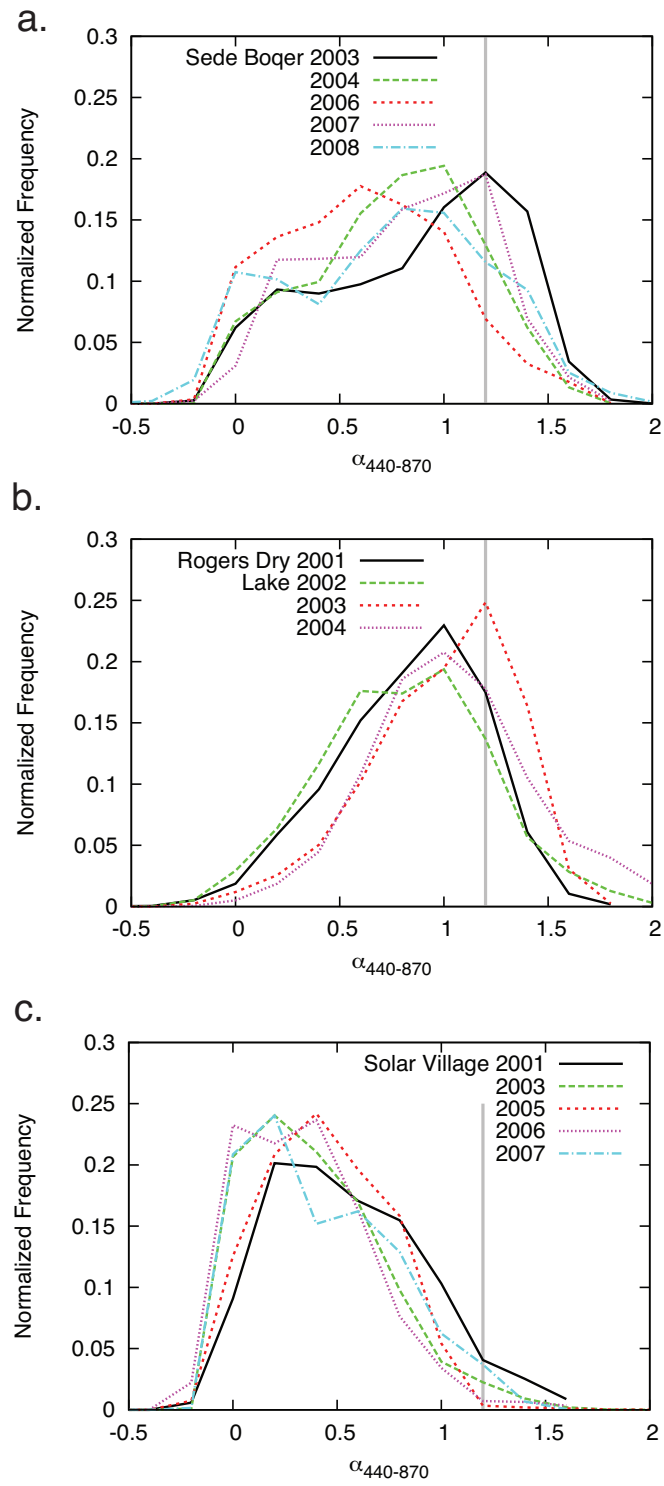 a.
0.3
0.25
0.2
0.15
0.1
0.05
0
Normalized Frequency
Sede Boqer 2003
2004
2006
2007
2008
-0.5 0 0.5 1 1.5 2
α440-870
b.
0.3
0.25
0.2
0.15
0.1
0.05
0
Normalized Frequency
Rogers Dry 2001
Lake 2002
2003
2004
-0.5 0 0.5 1 1.5 2
α440-870
c.
0.3
0.25
0.2
0.15
0.1
0.05
0
Normalized Frequency
Solar Village 2001
2003
2005
2006
2007
-0.5 0 0.5 1 1.5 2
α440-870